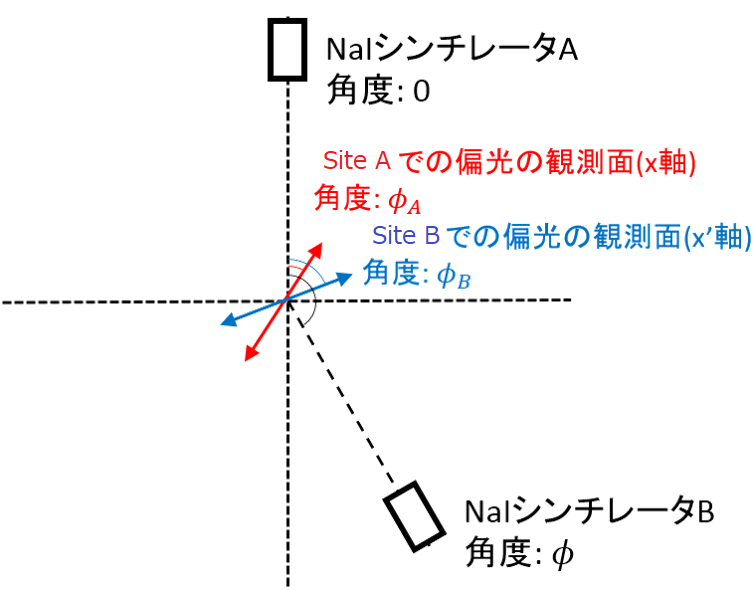 NaIシンチレータA
角度: 0
Site A での偏光の観測面(x軸)
角度: ϕ_A
Site B での偏光の観測面(x’軸)
角度: ϕ_B
NaIシンチレータB
角度: ϕ